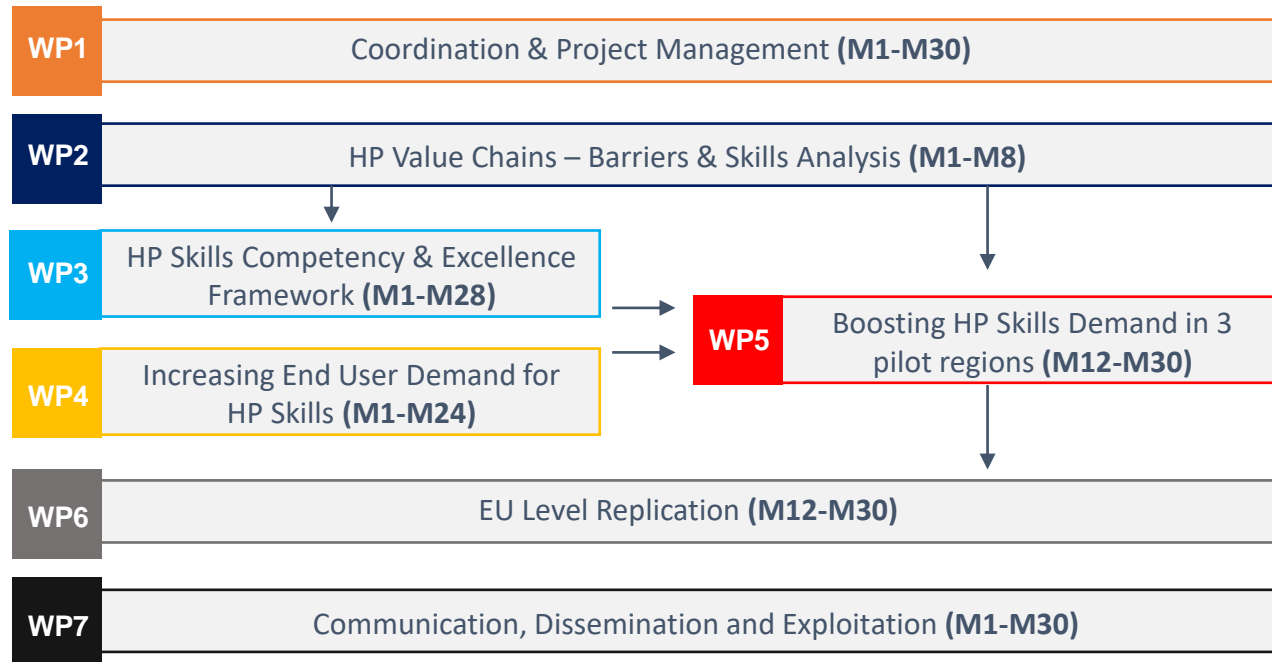 WP1
Coordination & Project Management (M1-M30)
WP2
HP Value Chains – Barriers & Skills Analysis (M1-M8)
WP3
HP Skills Competency & Excellence
Framework (M1-M28)
WP4
Increasing End User Demand for
HP Skills (M1-M24)
WP5
Boosting HP Skills Demand in 3
pilot regions (M12-M30)
WP6
EU Level Replication (M12-M30)
WP7
Communication, Dissemination and Exploitation (M1-M30)